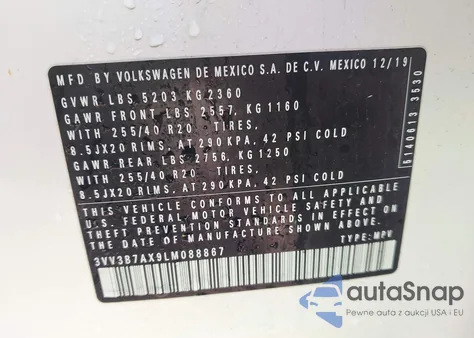 MFD BY VOLKSWAGEN DE MEXICO S.A. DE C.V. MEXICO 12/19
GVWR LBS 5203 KG 2360
GAWR FRONT LBS 2557, KG 1160
WITH 255/40 R20 TIRES,
8.5JX20 RIMS, AT 290 KPA, 42 PSI COLD
GAWR REAR LBS 2756, KG 1250
WITH 255/40 R20 TIRES,
8.5JX20 RIMS, AT 290 KPA, 42 PSI COLD
THIS VEHICLE CONFORMS TO ALL APPLICABLE
U.S. FEDERAL MOTOR VEHICLE SAFETY AND
THEFT PREVENTION STANDARDS IN EFFECT ON
THE DATE OF MANUFACTURE SHOWN ABOVE.
3VV3B7AX9LM088867 TYPE: MPV
5140613 3530
autoSnap
Pewne auta z aukcji USA i EU